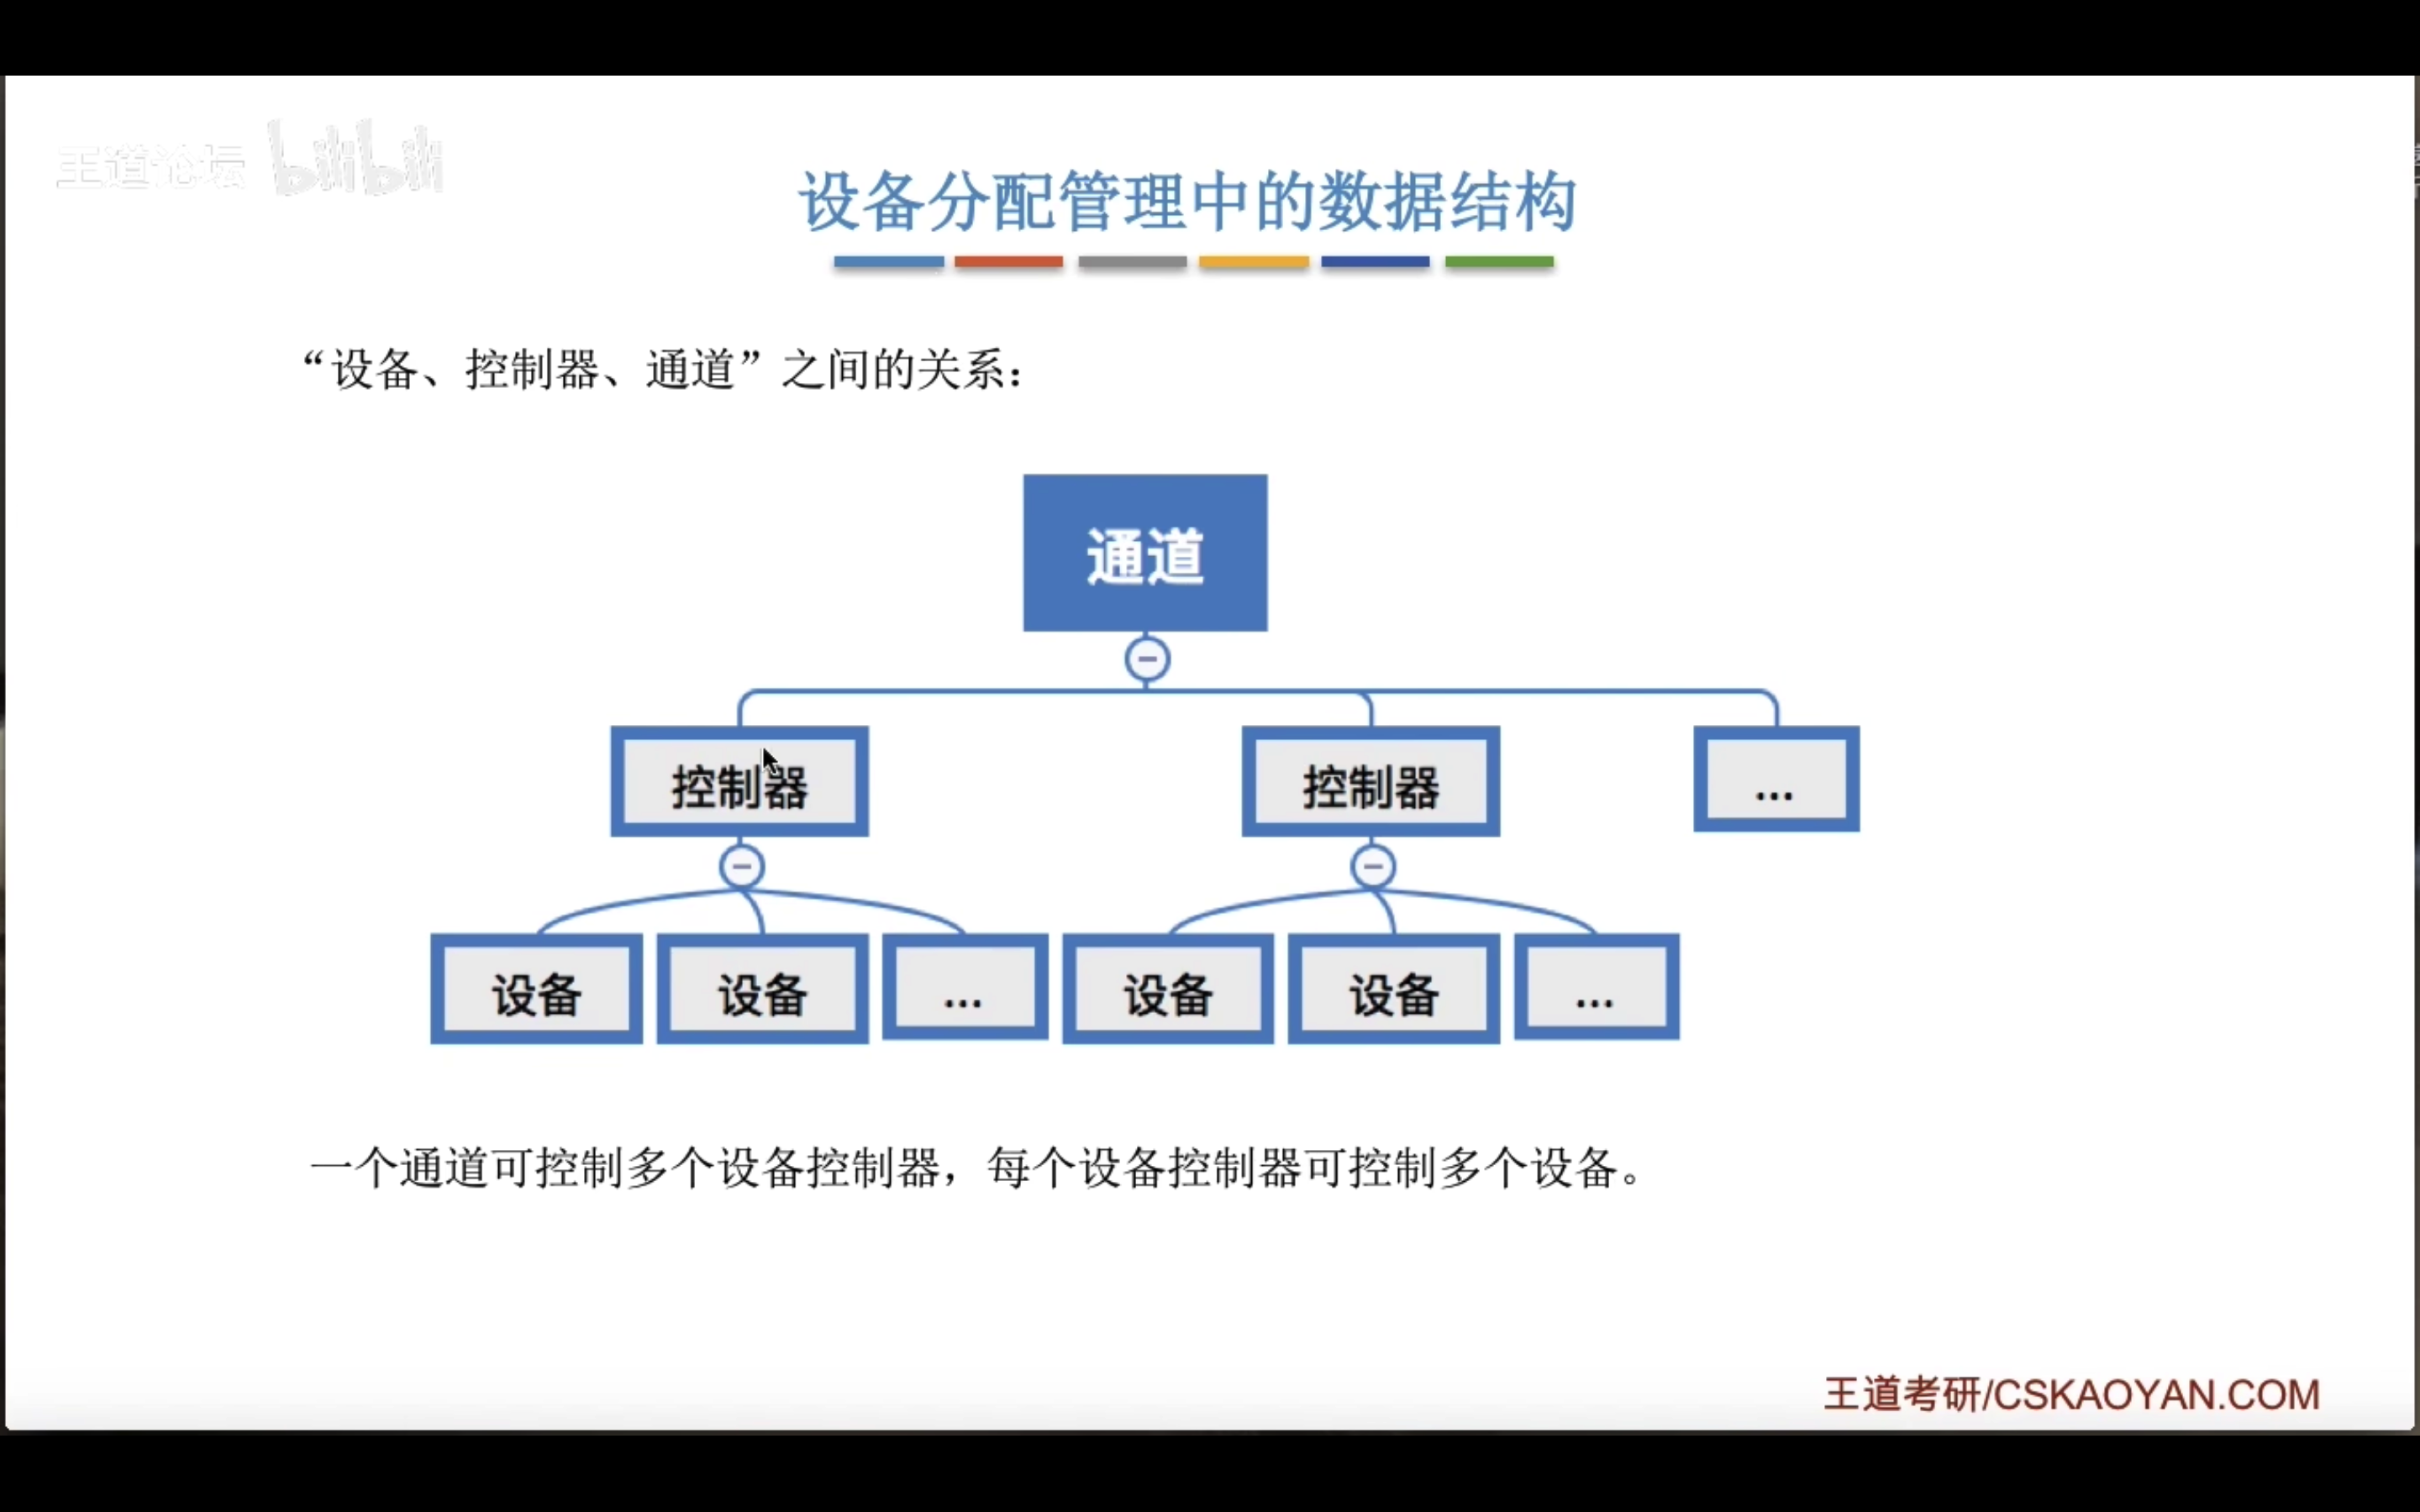 王道论坛 bilibili
设备分配管理中的数据结构
“设备、控制器、通道”之间的关系：
通道
控制器 控制器 ...
设备 设备 ... 设备 设备 ...
一个通道可控制多个设备控制器，每个设备控制器可控制多个设备。
王道考研/CSKAOYAN.COM